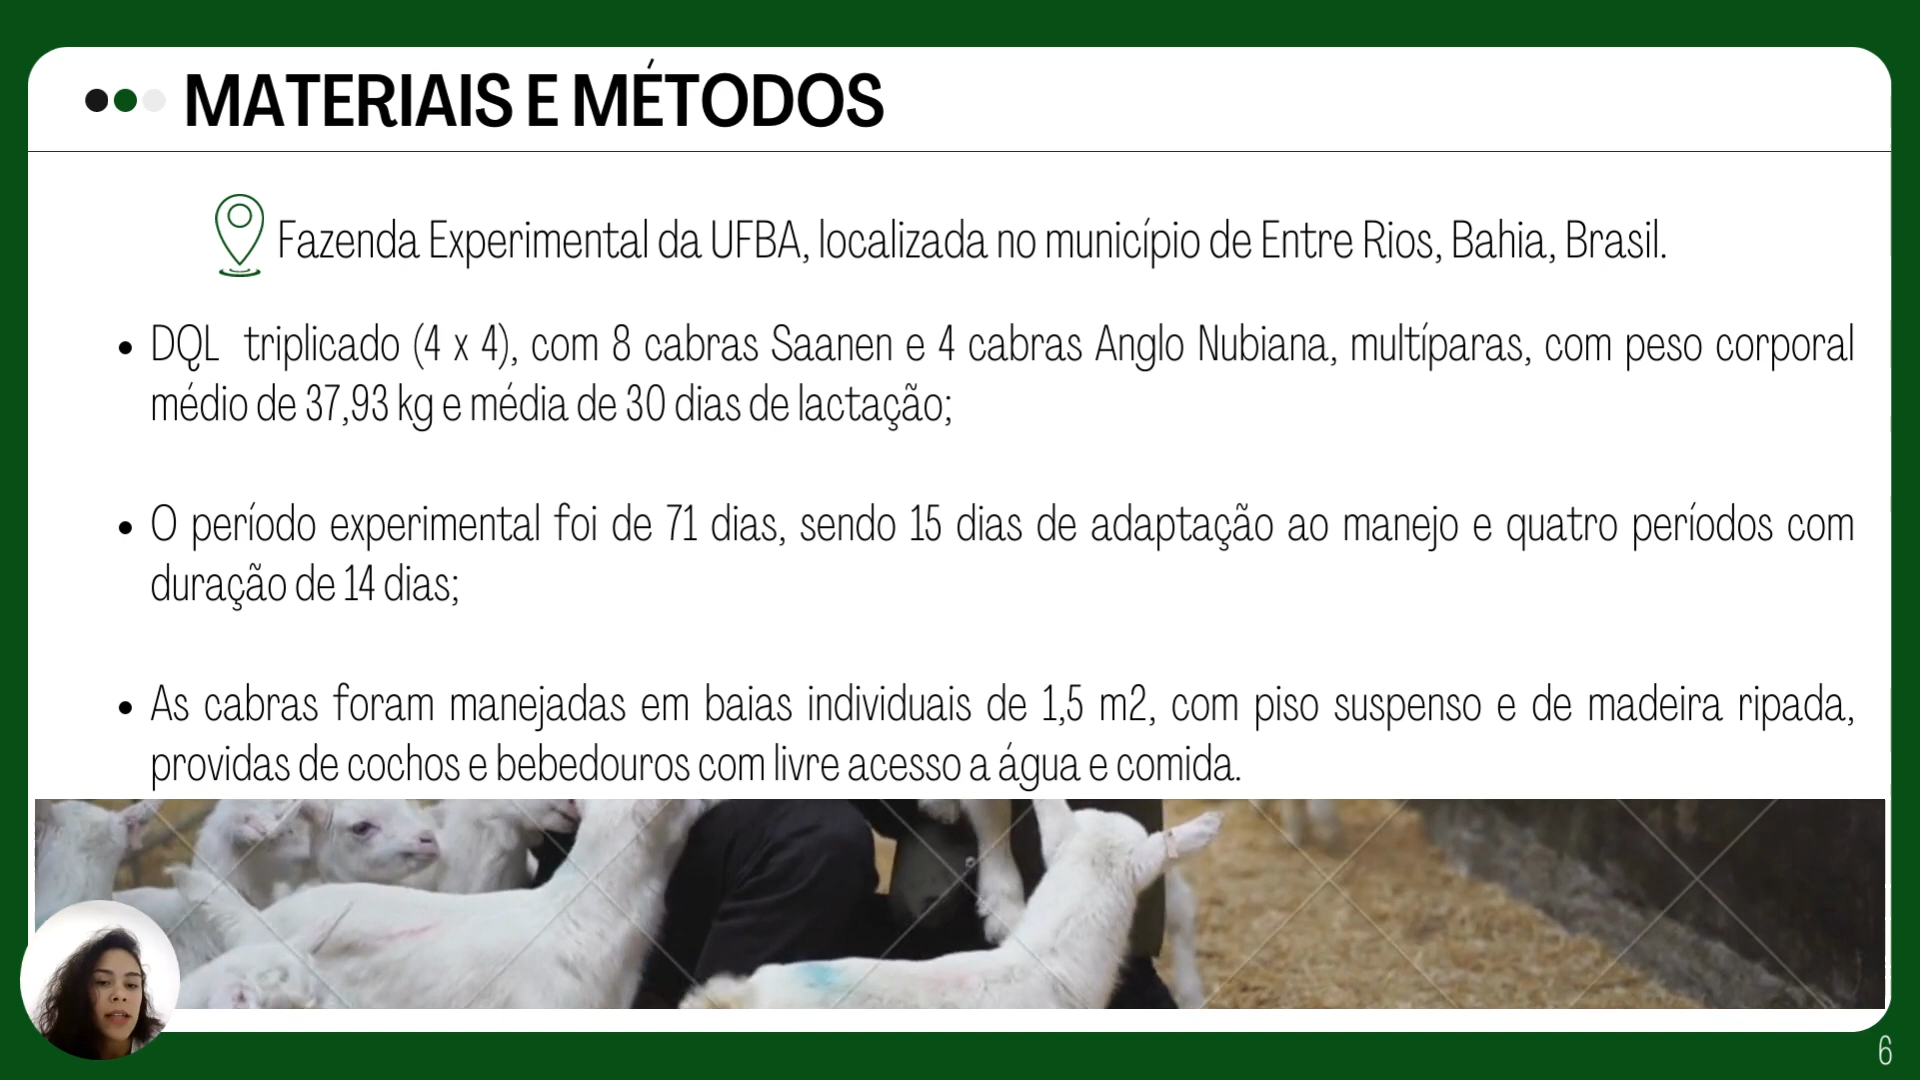 MATERIAIS E MÉTODOS
Fazenda Experimental da UFBA, localizada no município de Entre Rios, Bahia, Brasil.
• DQL triplicado (4 x 4), com 8 cabras Saanen e 4 cabras Anglo Nubiana, multíparas, com peso corporal
médio de 37,93 kg e média de 30 dias de lactação;
• O período experimental foi de 71 dias, sendo 15 dias de adaptação ao manejo e quatro períodos com
duração de 14 dias;
• As cabras foram manejadas em baias individuais de 1,5 m2, com piso suspenso e de madeira ripada,
providas de cochos e bebedouros com livre acesso a água e comida.
6